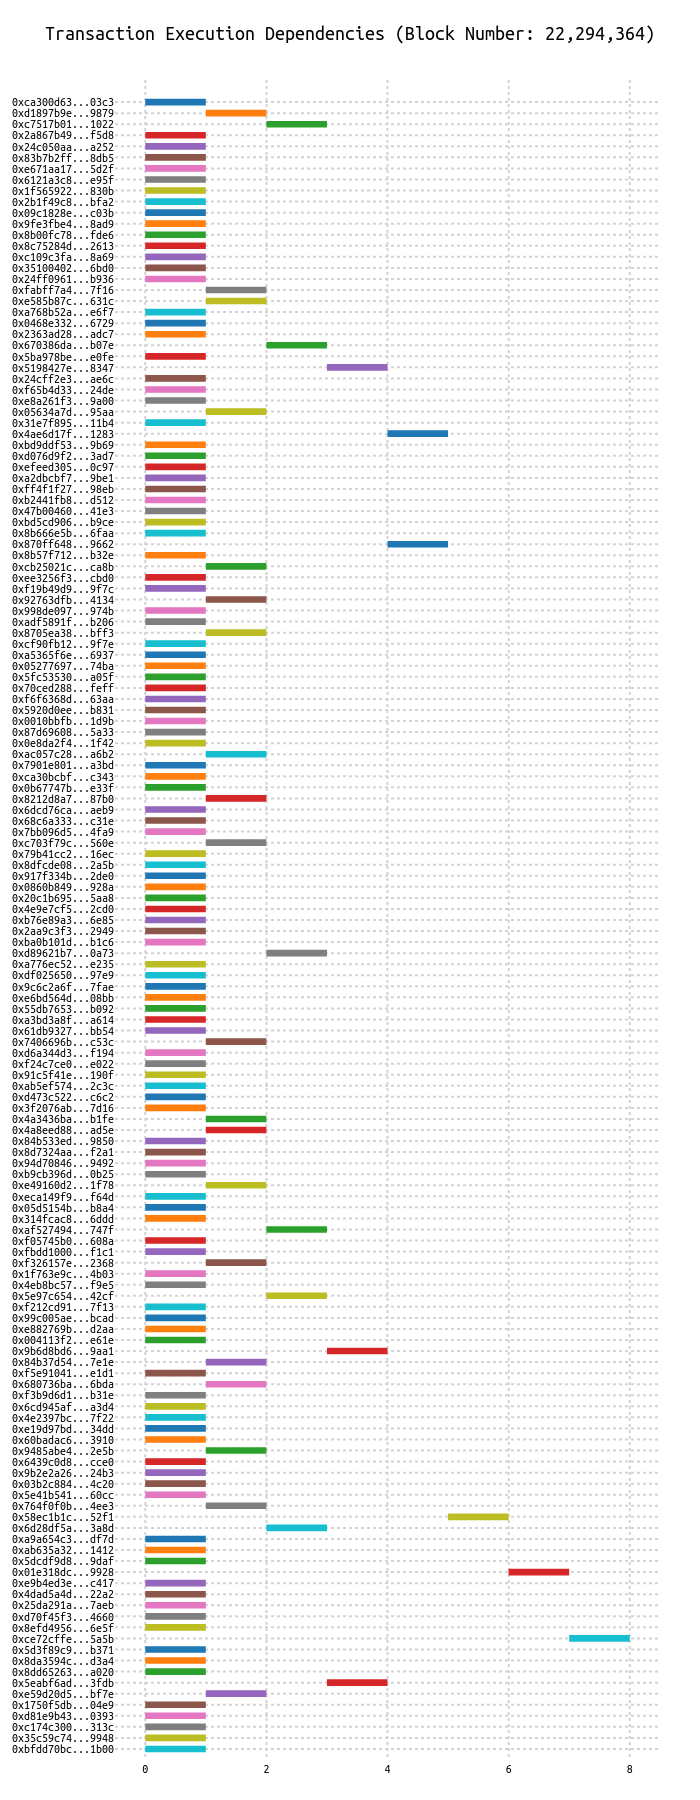 Transaction Execution Dependencies (Block Number: 22,294,364)
0xca300d63...03c3
0xd1897b9e...9879
0xc7517b01...1022
0x2a867b49...f5d8
0x24c050aa...a252
0x83b7b2ff...8db5
0xe671aa17...5d2f
0x6121a3c8...e95f
0x1f565922...830b
0x2b1f49c8...bfa2
0x09c1828e...c03b
0x9fe3fbe4...8ad9
0x8b00fc78...fde6
0x8c75284d...2613
0xc109c3fa...8a69
0x35100402...6bd0
0x24ff0961...b936
0xfabff7a4...7f16
0xe585b87c...631c
0xa768b52a...e6f7
0x0468e332...6729
0x2363ad28...adc7
0x670386da...b07e
0x5ba978be...e0fe
0x5198427e...8347
0x24cff2e3...ae6c
0xf65b4d33...24de
0xe8a261f3...9a00
0x05634a7d...95aa
0x31e7f895...11b4
0x4ae6d17f...1283
0xbd9ddf53...9b69
0xd076d9f2...3ad7
0xefeed305...0c97
0xa2dbcbf7...9be1
0xff4f1f27...98eb
0xb2441fb8...d512
0x47b00460...41e3
0xbd5cd906...b9ce
0x8b666e5b...6faa
0x870ff648...9662
0x8b57f712...b32e
0xcb25021c...ca8b
0xee3256f3...cbd0
0xf19b49d9...9f7c
0x92763dfb...4134
0x998de097...974b
0xadf5891f...b206
0x8705ea38...bff3
0xcf90fb12...9f7e
0xa5365f6e...6937
0x05277697...74ba
0x5fc53530...a05f
0x70ced288...feff
0xf6f6368d...63aa
0x5920d0ee...b831
0x0010bbfb...1d9b
0x87d69608...5a33
0x0e8da2f4...1f42
0xac057c28...a6b2
0x7901e801...a3bd
0xca30bcbf...c343
0x0b67747b...e33f
0x8212d8a7...87b0
0x6dcd76ca...aeb9
0x68c6a333...c31e
0x7bb096d5...4fa9
0xc703f79c...560e
0x79b41cc2...16ec
0x8dfcde08...2a5b
0x917f334b...2de0
0x0860b849...928a
0x20c1b695...5aa8
0x4e9e7cf5...2cd0
0xb76e89a3...6e85
0x2aa9c3f3...2949
0xba0b101d...b1c6
0xd89621b7...0a73
0xa776ec52...e235
0xdf025650...97e9
0x9c6c2a6f...7fae
0xe6bd564d...08bb
0x55db7653...b092
0xa3bd3a8f...a614
0x61db9327...bb54
0x7406696b...c53c
0xd6a344d3...f194
0xf24c7ce0...e022
0x91c5f41e...190f
0xab5ef574...2c3c
0xd473c522...c6c2
0x3f2076ab...7d16
0x4a3436ba...b1fe
0x4a8eed88...ad5e
0x84b533ed...9850
0x8d7324aa...f2a1
0x94d70846...9492
0xb9cb396d...0b25
0xe49160d2...1f78
0xeca149f9...f64d
0x05d5154b...b8a4
0x314fcac8...6ddd
0xaf527494...747f
0xf05745b0...608a
0xfbdd1000...f1c1
0xf326157e...2368
0x1f763e9c...4b03
0x4eb8bc57...f9e5
0x5e97c654...42cf
0xf212cd91...7f13
0x99c005ae...bcad
0xe882769b...d2aa
0x004113f2...e61e
0x9b6d8bd6...9aa1
0x84b37d54...7e1e
0xf5e91041...e1d1
0x680736ba...6bda
0xf3b9d6d1...b31e
0x6cd945af...a3d4
0x4e2397bc...7f22
0xe19d97bd...34dd
0x60badac6...3910
0x9485abe4...2e5b
0x6439c0d8...cce0
0x9b2e2a26...24b3
0x03b2c884...4c20
0x5e41b541...60cc
0x764f0f0b...4ee3
0x58ec1b1c...52f1
0x6d28df5a...3a8d
0xa9a654c3...df7d
0xab635a32...1412
0x5dcdf9d8...9daf
0x01e318dc...9928
0xe9b4ed3e...c417
0x4dad5a4d...22a2
0x25da291a...7aeb
0xd70f45f3...4660
0x8efd4956...6e5f
0xce72cffe...5a5b
0x5d3f89c9...b371
0x8da3594c...d3a4
0x8dd65263...a020
0x5eabf6ad...3fdb
0xe59d20d5...bf7e
0x1750f5db...04e9
0xd81e9b43...0393
0xc174c300...313c
0x35c59c74...9948
0xbfdd70bc...1b00
0 2 4 6 8